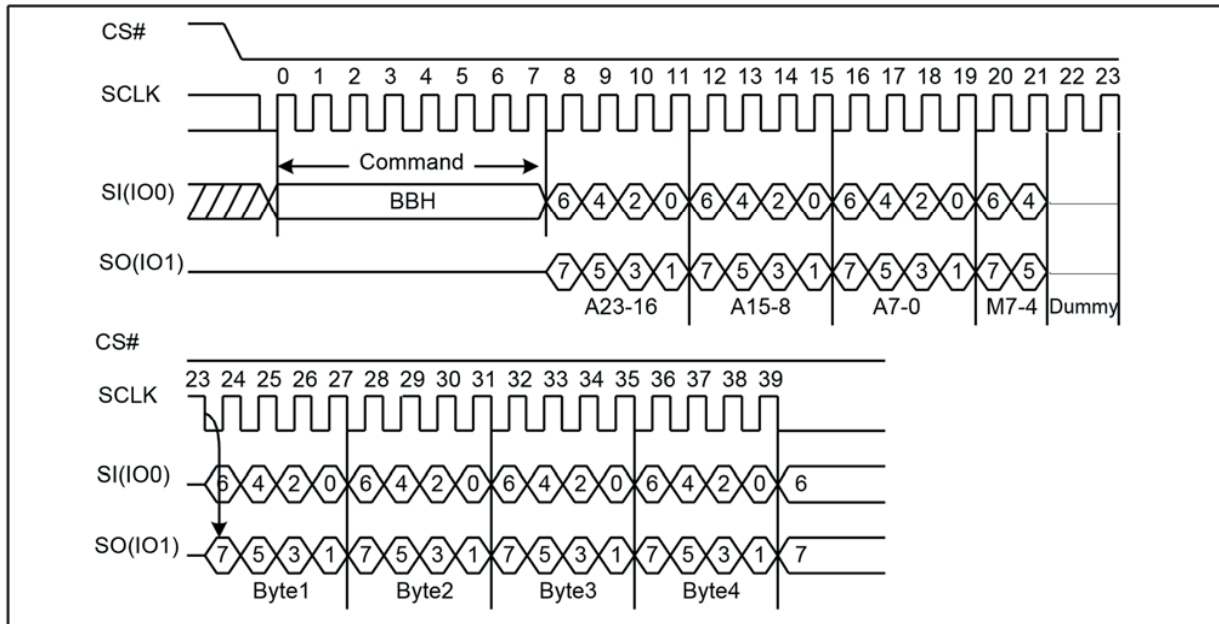 CS#
0 1 2 3 4 5 6 7 8 9 10 11 12 13 14 15 16 17 18 19 20 21 22 23
SCLK
Command
SI(IO0) BBH 6 4 2 0 6 4 2 0 6 4 2 0 6 4
SO(IO1) 7 5 3 1 7 5 3 1 7 5 3 1 7 5
A23-16 A15-8 A7-0 M7-4 Dummy
CS#
23 24 25 26 27 28 29 30 31 32 33 34 35 36 37 38 39
SCLK
SI(IO0) 6 4 2 0 6 4 2 0 6 4 2 0 6 4 2 0 6
SO(IO1) 7 5 3 1 7 5 3 1 7 5 3 1 7 5 3 1 7
Byte1 Byte2 Byte3 Byte4